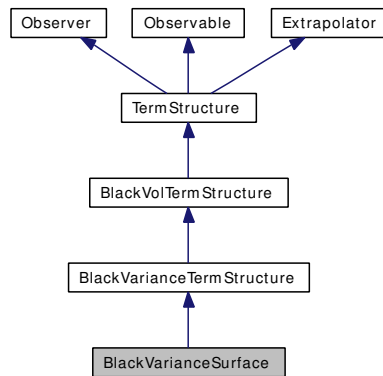 Observer
Observable
Extrapolator
TermStructure
BlackVolTermStructure
BlackVarianceTermStructure
BlackVarianceSurface